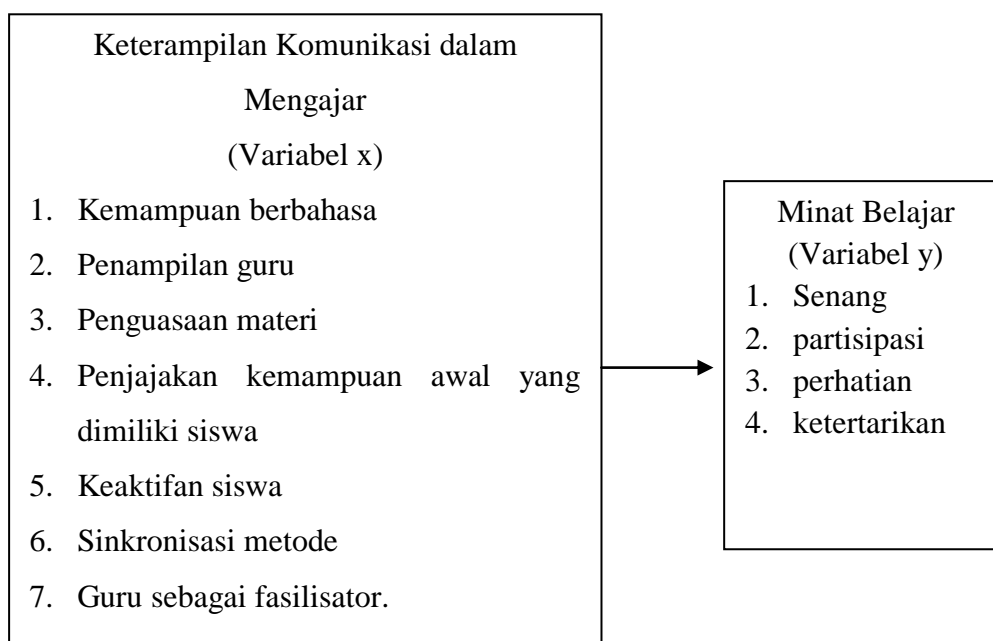 Keterampilan Komunikasi dalam
Mengajar
(Variabel x)
1. Kemampuan berbahasa
2. Penampilan guru
3. Penguasaan materi
4. Penjajakan kemampuan awal yang
dimiliki siswa
5. Keaktifan siswa
6. Sinkronisasi metode
7. Guru sebagai fasilisator.
Minat Belajar
(Variabel y)
1. Senang
2. partisipasi
3. perhatian
4. ketertarikan